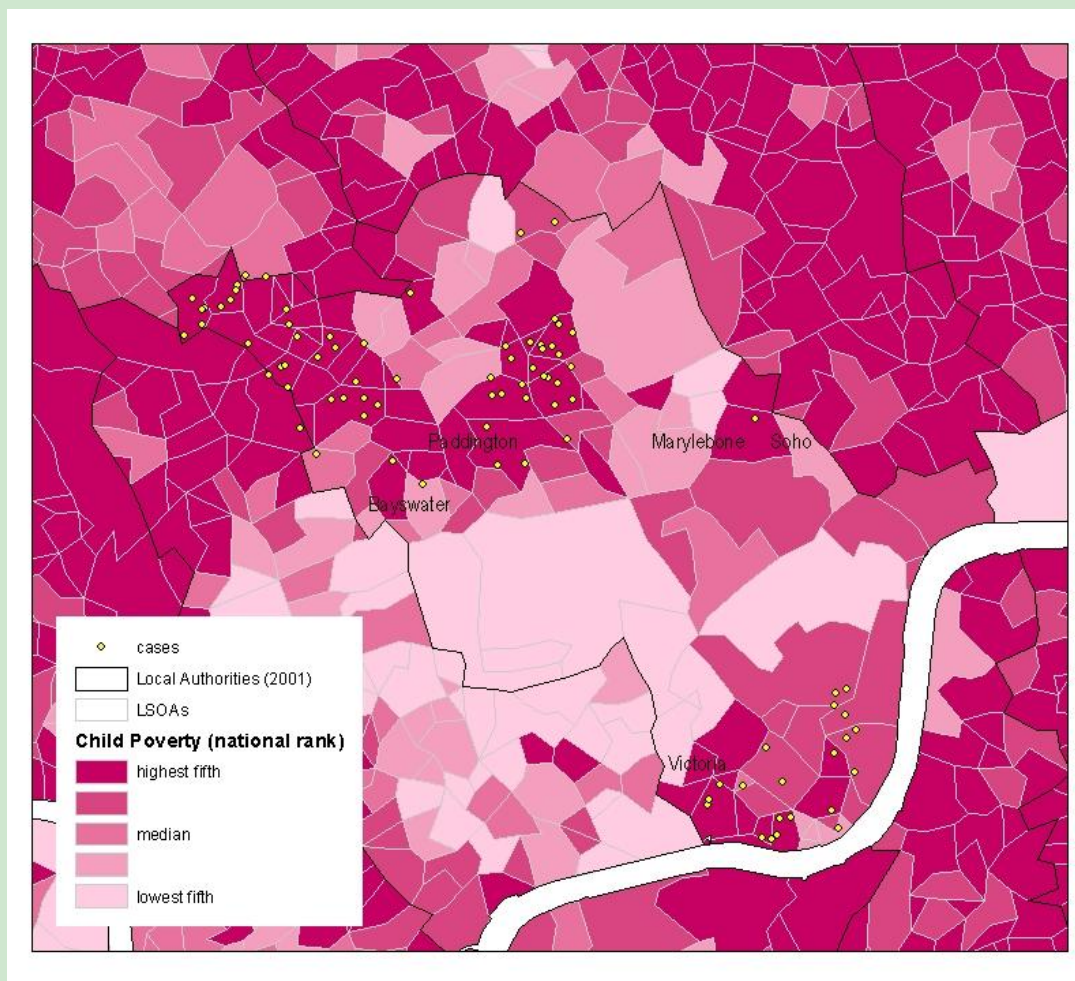 Paddington
Marylebone
Soho
Bayswater
Victoria
cases
Local Authorities (2001)
LSOAs
Child Poverty (national rank)
highest fifth
median
lowest fifth